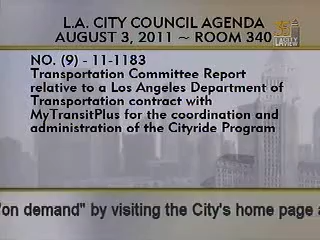 L.A. CITY COUNCIL AGENDA
AUGUST 3, 2011 ~ ROOM 340
NO. (9) - 11-1183
Transportation Committee Report
relative to a Los Angeles Department of
Transportation contract with
MyTransitPlus for the coordination and
administration of the Cityride Program
"on demand" by visiting the City's home page a